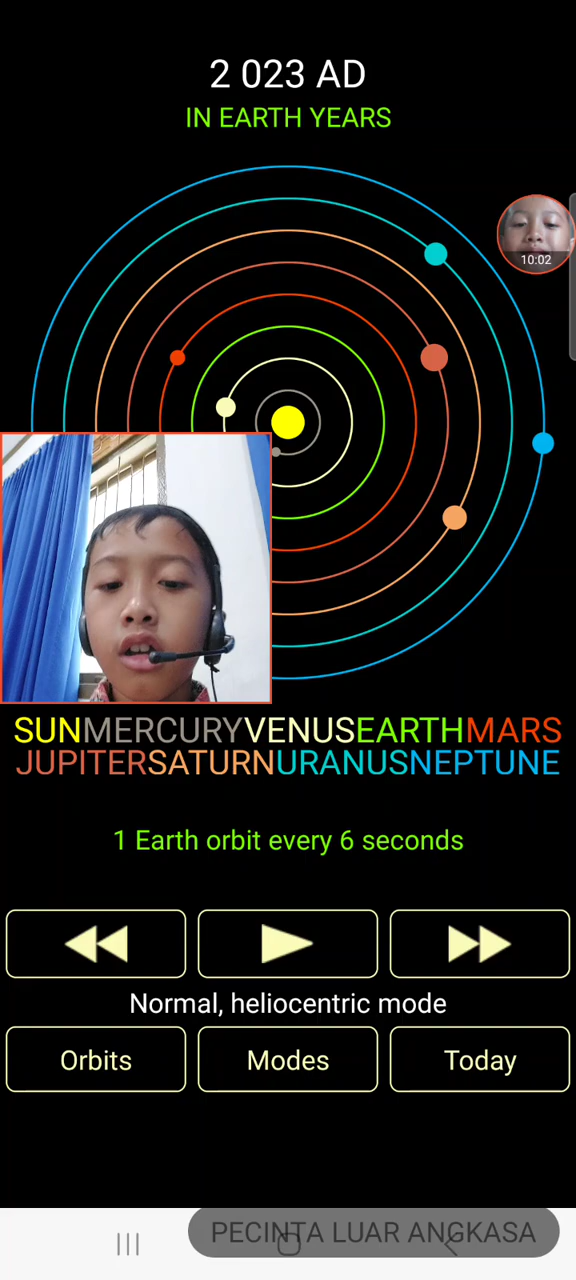 2 023 AD
IN EARTH YEARS
10:02
SUNMERCURYVENUSEARTHMARS
JUPITERSATURNURANUSNEPTUNE
1 Earth orbit every 6 seconds
Normal, heliocentric mode
Orbits Modes Today
PECINTA LUAR ANGKASA